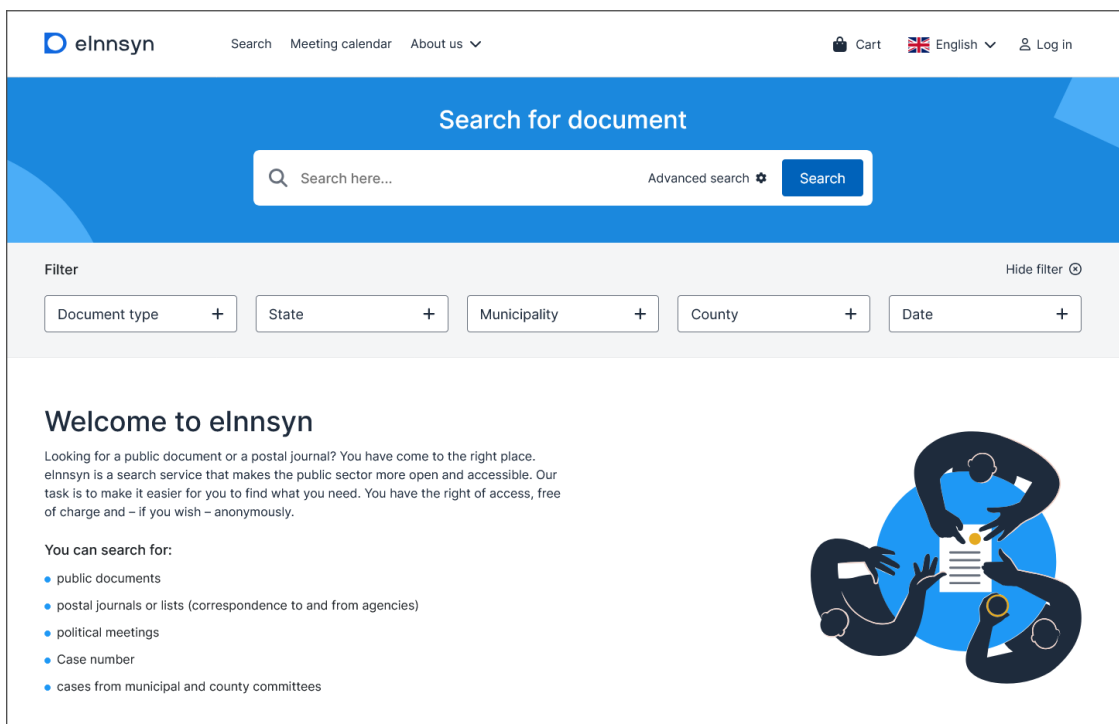 eInnsyn
Search Meeting calendar About us
Cart English Log in
Search for document
Search here... Advanced search Search
Filter Hide filter
Document type + State + Municipality + County + Date +
Welcome to eInnsyn
Looking for a public document or a postal journal? You have come to the right place.
eInnsyn is a search service that makes the public sector more open and accessible. Our
task is to make it easier for you to find what you need. You have the right of access, free
of charge and – if you wish – anonymously.
You can search for:
public documents
postal journals or lists (correspondence to and from agencies)
political meetings
Case number
cases from municipal and county committees